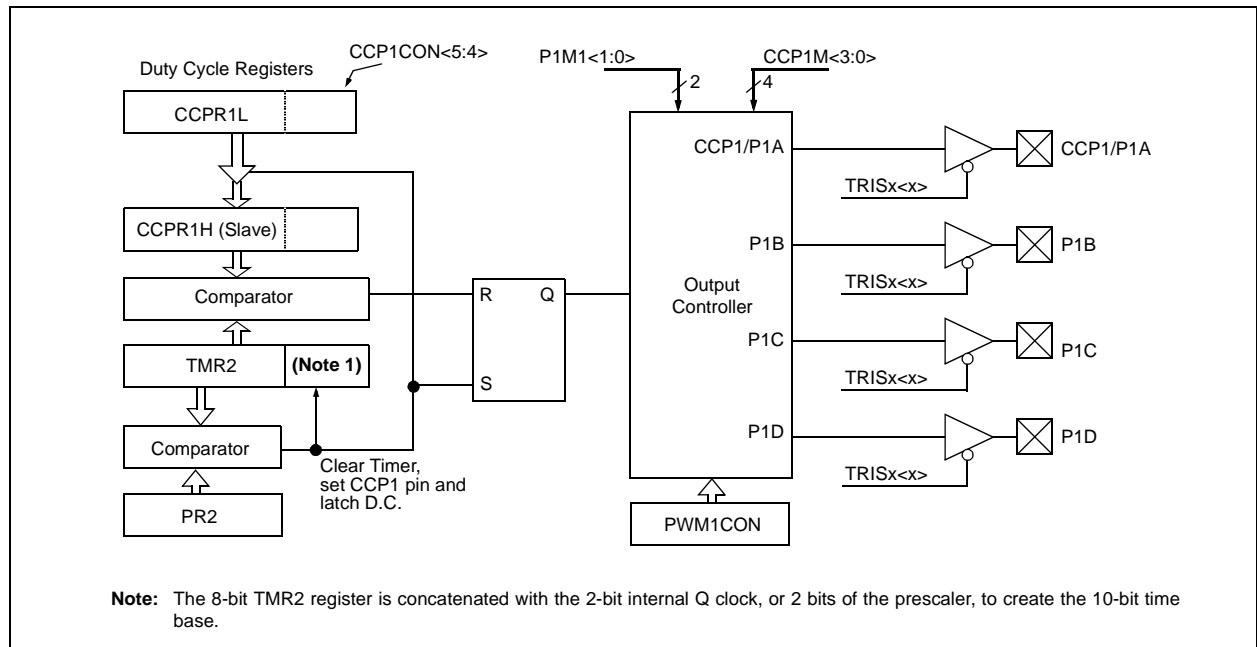 CCP1CON<5:4>
Duty Cycle Registers
CCPR1L
CCPR1H (Slave)
Comparator
TMR2
(Note 1)
Comparator
PR2
Clear Timer,
set CCP1 pin and
latch D.C.
R
Q
S
P1M1<1:0>
2
CCP1M<3:0>
4
Output
Controller
CCP1/P1A
P1B
P1C
P1D
PWM1CON
TRISx<x>
CCP1/P1A
TRISx<x>
P1B
TRISx<x>
P1C
TRISx<x>
P1D
Note: The 8-bit TMR2 register is concatenated with the 2-bit internal Q clock, or 2 bits of the prescaler, to create the 10-bit time
base.